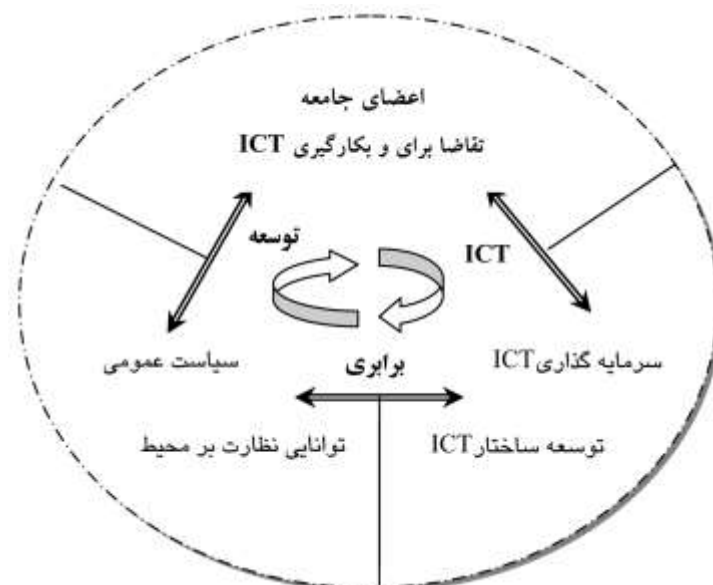 اعضای جامعه
تقاضا برای و بکارگیری ICT
توسعه
ICT
برابری
سیاست عمومی
سرمایه گذاری ICT
توانایی نظارت بر محیط
توسعه ساختار ICT